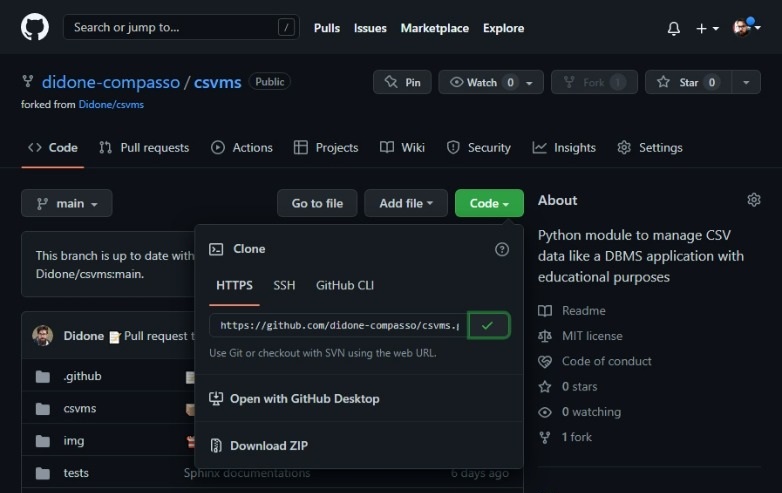 Search or jump to... /
Pulls Issues Marketplace Explore
didone-compasso / csvms Public
forked from Didone/csvms
Pin Watch 0 Fork 1 Star 0
Code Pull requests Actions Projects Wiki Security Insights Settings
main Go to file Add file Code
This branch is up to date with
Didone/csvms:main.
Clone
HTTPS SSH GitHub CLI
https://github.com/didone-compasso/csvms.
Use Git or checkout with SVN using the web URL.
Open with GitHub Desktop
Download ZIP
Didone Pull request
.github
csvms
img
tests Sphinx documentations 6 days ago
About
Python module to manage CSV
data like a DBMS application with
educational purposes
Readme
MIT license
Code of conduct
0 stars
0 watching
1 fork